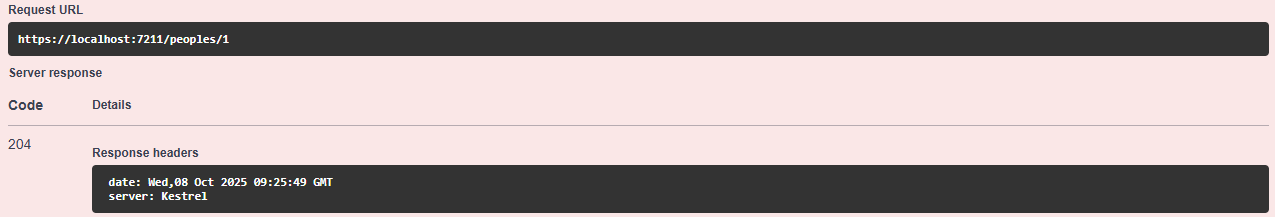 Request URL
https://localhost:7211/peoples/1
Server response
Code Details
204
Response headers
date: Wed,08 Oct 2025 09:25:49 GMT
server: Kestrel